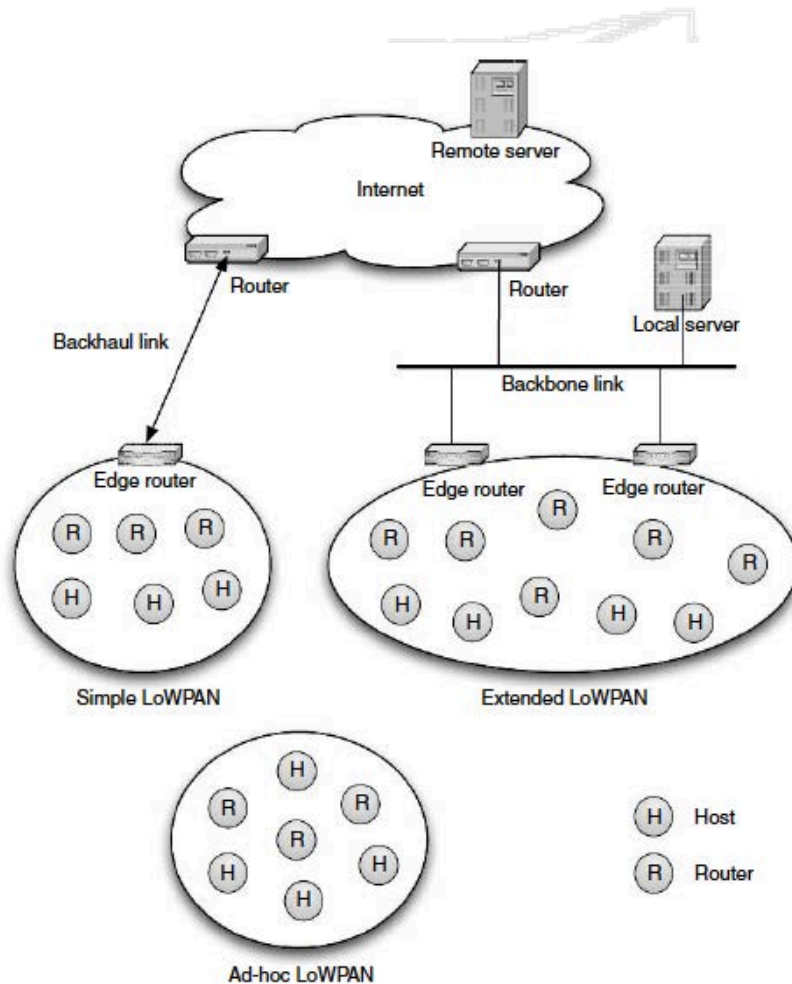 Remote server
Internet
Router
Router
Local server
Backhaul link
Backbone link
Edge router
Edge router
Edge router
R R R
H H H
R R R R R
H H R H H
Simple LoWPAN
Extended LoWPAN
H
R R
R
H H
H
H Host
R Router
Ad-hoc LoWPAN